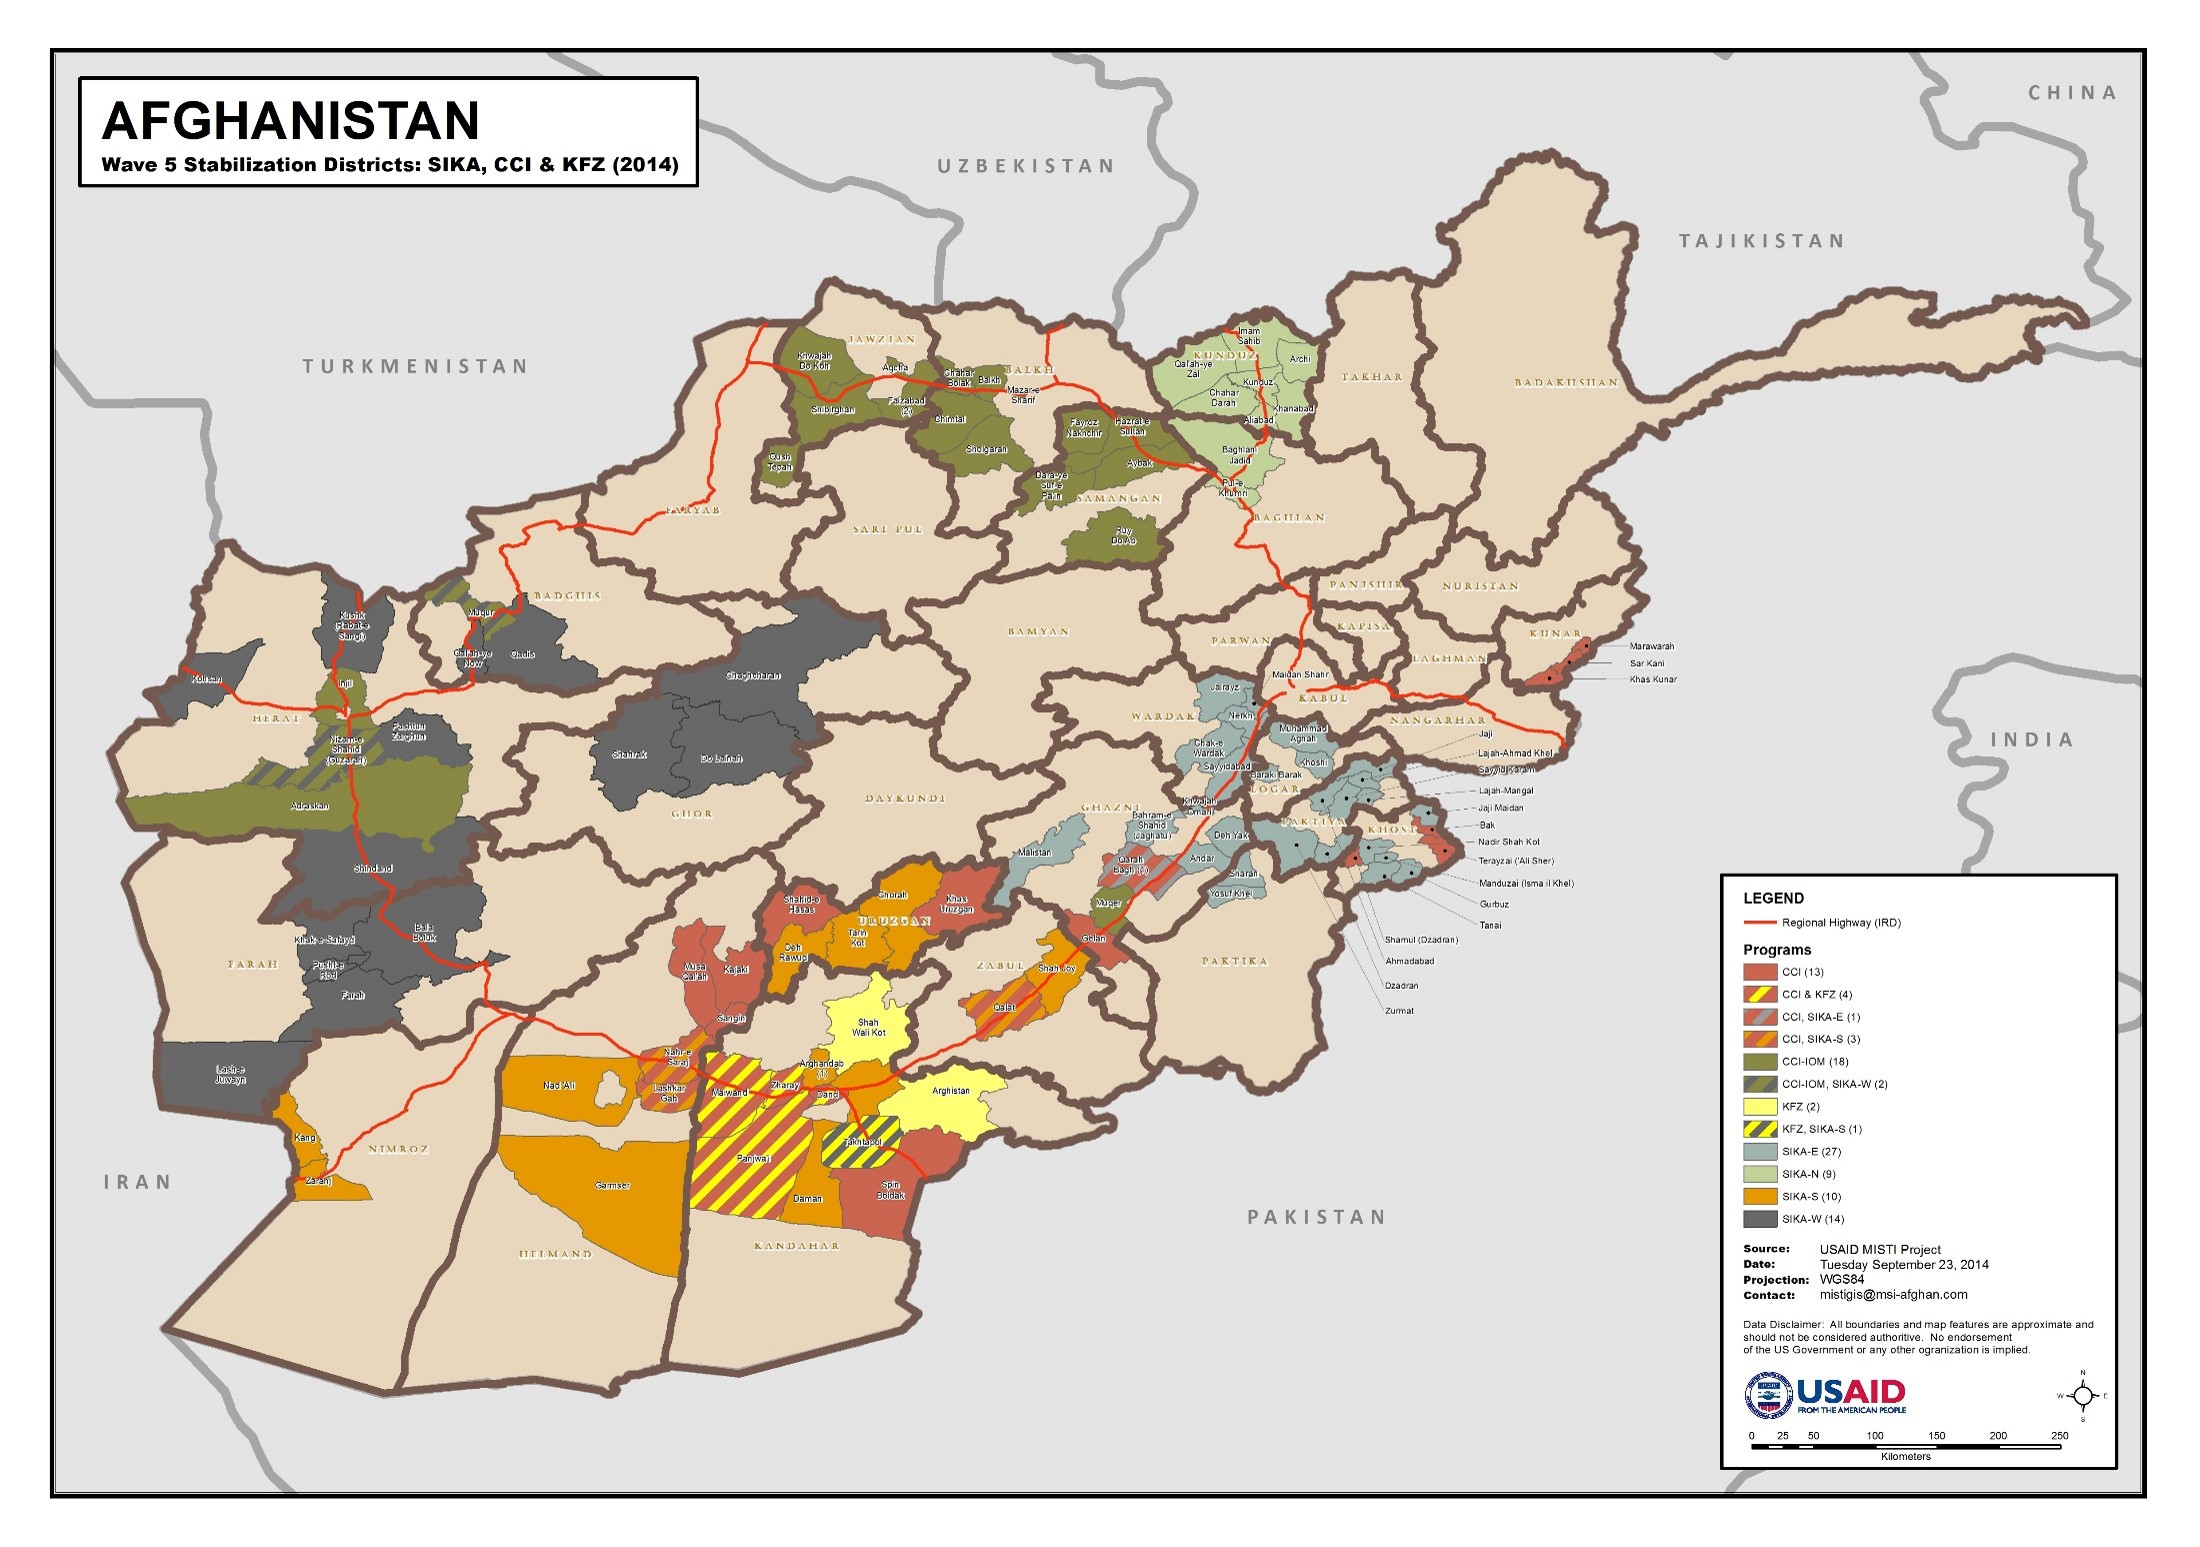 AFGHANISTAN
Wave 5 Stabilization Districts: SIKA, CCI & KFZ (2014)
CHINA
UZBEKISTAN
TAJIKISTAN
TURKMENISTAN
INDIA
IRAN
PAKISTAN
JAWZJAN
Khwajah
Do Koh
Aqcha
Shibirghan
Faizabad
(2)
Qush
Tepah
BALKH
Chahar
Bolak
Balkh
Mazar-e
Sharif
Chimtal
Sholgarah
KUNDUZ
Imam
Sahib
Qal'ah-ye
Zal
Archi
Kunduz
Chahar
Darah
Khanabad
Aliabad
TAKHAR
BADAKHSHAN
Fayroz
Nakhchir
Hazrat-e
Sultan
Aybak
Dara-ye
Suf-e
Pa'in
SAMANGAN
Ruy
Do Ab
Baghlani
Jadid
Pul-e
Khumri
BAGHLAN
FARYAB
SARI PUL
BADGHIS
Muqur
Qal'ah-ye
Now
Qadis
Kushk
(Rabat-e
Sangi)
Kohsan
Injil
HERAT
Pashtun
Zarghun
Nizam-e
Shahid
(Guzarah)
Adraskan
Shindand
Chaghcharan
Shahrak
Do Lainah
GHOR
BAMYAN
DAYKUNDI
PANJSHIR
NURISTAN
PARWAN
KAPISA
LAGHMAN
KUNAR
Marawarah
Sar Kani
Khas Kunar
Maidan Shahr
KABUL
NANGARHAR
WARDAK
Jalrayz
Nerkh
Chak-e
Wardak
Sayyidabad
Muhammad
Aghah
Khoshi
Baraki Barak
LOGAR
Jaji
Lajah-Ahmad Khel
Sayyid Karam
Lajah-Mangal
Jaji Maidan
Bak
Nadir Shah Kot
Terayzai ('Ali Sher)
Manduzai (Isma il Khel)
Gurbuz
Tanai
Shamul (Dzadran)
Ahmadabad
Dzadran
Zurmat
PAKTIYA
KHOST
GHAZNI
Khwajah
Omari
Bahram-e
Shahid
(Jaghatu)
Deh Yak
Malistan
Qarah
Bagh (1)
Andar
Sharan
Yosuf Khel
Muqer
Gelan
PAKTIKA
FARAH
Khak-e-Safayd
Bala
Boluk
Pusht-e
Rod
Farah
Lash-e
Juwayn
Kang
Zaranj
NIMROZ
Shahid-e
Hasas
Chorah
Khas
Uruzgan
URUZGAN
Tarin
Kot
Deh
Rawud
Musa
Qal'ah
Kajaki
Sangin
ZABUL
Shah Joy
Qalat
Shah
Wali Kot
Nahr-e
Saraj
Lashkar
Gah
Nad 'Ali
Garmser
HELMAND
Arghandab
(1)
Arghistan
Maiwand
Zharay
Dand
Takhtapol
Panjwa'i
Daman
Spin
Boldak
KANDAHAR
LEGEND
Regional Highway (IRD)
Programs
CCI (13)
CCI & KFZ (4)
CCI, SIKA-E (1)
CCI, SIKA-S (3)
CCI-IOM (18)
CCI-IOM, SIKA-W (2)
KFZ (2)
KFZ, SIKA-S (1)
SIKA-E (27)
SIKA-N (9)
SIKA-S (10)
SIKA-W (14)
Source: USAID MISTI Project
Date: Tuesday September 23, 2014
Projection: WGS84
Contact: mistigis@msi-afghan.com
Data Disclaimer: All boundaries and map features are approximate and
should not be considered authoritive. No endorsement
of the US Government or any other ogranization is implied.
USAID
FROM THE AMERICAN PEOPLE
N
W E
S
0 25 50 100 150 200 250
Kilometers